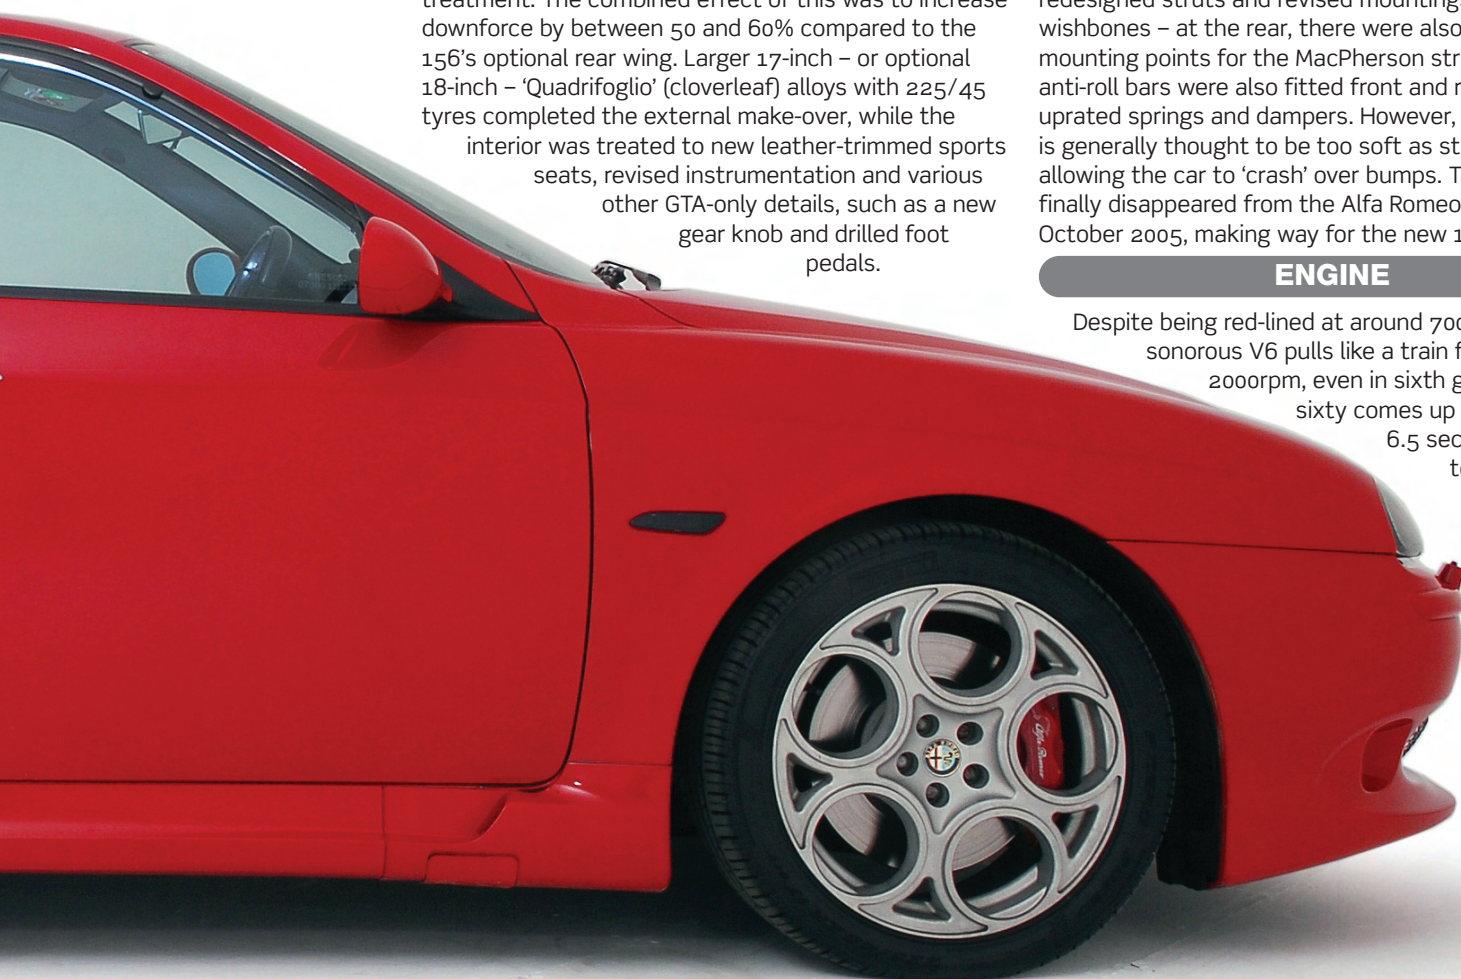 treatment. The combined effect of this was to increase
downforce by between 50 and 60% compared to the
156's optional rear wing. Larger 17-inch – or optional
18-inch – ‘Quadrifoglio’ (cloverleaf) alloys with 225/45
tyres completed the external make-over, while the
interior was treated to new leather-trimmed sports
seats, revised instrumentation and various
other GTA-only details, such as a new
gear knob and drilled foot
pedals.
redesigned struts and revised mounting
wishbones – at the rear, there were also
mounting points for the MacPherson str
anti-roll bars were also fitted front and
uprated springs and dampers. However,
is generally thought to be too soft as st
allowing the car to ‘crash’ over bumps. T
finally disappeared from the Alfa Romeo
October 2005, making way for the new 1
ENGINE
Despite being red-lined at around 700
sonorous V6 pulls like a train f
2000rpm, even in sixth g
sixty comes up
6.5 sec
to
Alfa Romeo